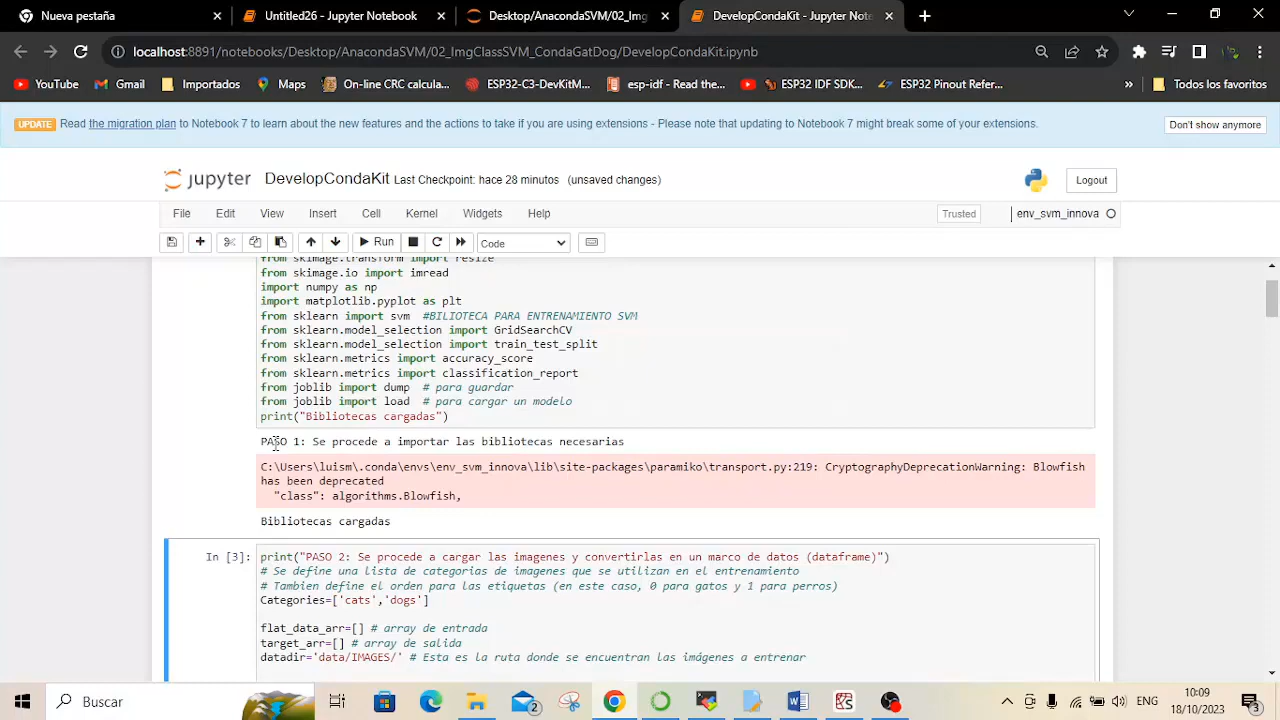 Nueva pestaña
Untitled26 - Jupyter Notebook
Desktop/AnacondaSVM/02_Img
DevelopCondaKit - Jupyter Note
localhost:8891/notebooks/Desktop/AnacondaSVM/02_ImgClassSVM_CondaGatDog/DevelopCondaKit.ipynb
YouTube
Gmail
Importados
Maps
On-line CRC calcula...
ESP32-C3-DevKitM...
esp-idf - Read the...
ESP32 IDF SDK...
ESP32 Pinout Refer...
»
Todos los favoritos
UPDATE Read the migration plan to Notebook 7 to learn about the new features and the actions to take if you are using extensions - Please note that updating to Notebook 7 might break some of your extensions.
Don't show anymore
jupyter DevelopCondaKit Last Checkpoint: hace 28 minutos (unsaved changes)
Logout
File Edit View Insert Cell Kernel Widgets Help
Trusted
env_svm_innova
Run
Code
from skimage.transform import resize
from skimage.io import imread
import numpy as np
import matplotlib.pyplot as plt
from sklearn import svm #BILIOTECA PARA ENTRENAMIENTO SVM
from sklearn.model_selection import GridSearchCV
from sklearn.model_selection import train_test_split
from sklearn.metrics import accuracy_score
from sklearn.metrics import classification_report
from joblib import dump # para guardar
from joblib import load # para cargar un modelo
print("Bibliotecas cargadas")
PASO 1: Se procede a importar las bibliotecas necesarias
C:\Users\luism\.conda\envs\env_svm_innova\lib\site-packages\paramiko\transport.py:219: CryptographyDeprecationWarning: Blowfish
has been deprecated
"class": algorithms.Blowfish,
Bibliotecas cargadas
In [3]:
print("PASO 2: Se procede a cargar las imagenes y convertirlas en un marco de datos (dataframe)")
# Se define una lista de categorias de imagenes que se utilizan en el entrenamiento
# Tambien define el orden para las etiquetas (en este caso, 0 para gatos y 1 para perros)
Categories=['cats','dogs']
flat_data_arr=[] # array de entrada
target_arr=[] # array de salida
datadir='data/IMAGES/' # Esta es la ruta donde se encuentran las imágenes a entrenar
Buscar
2
ENG
10:09
18/10/2023
3